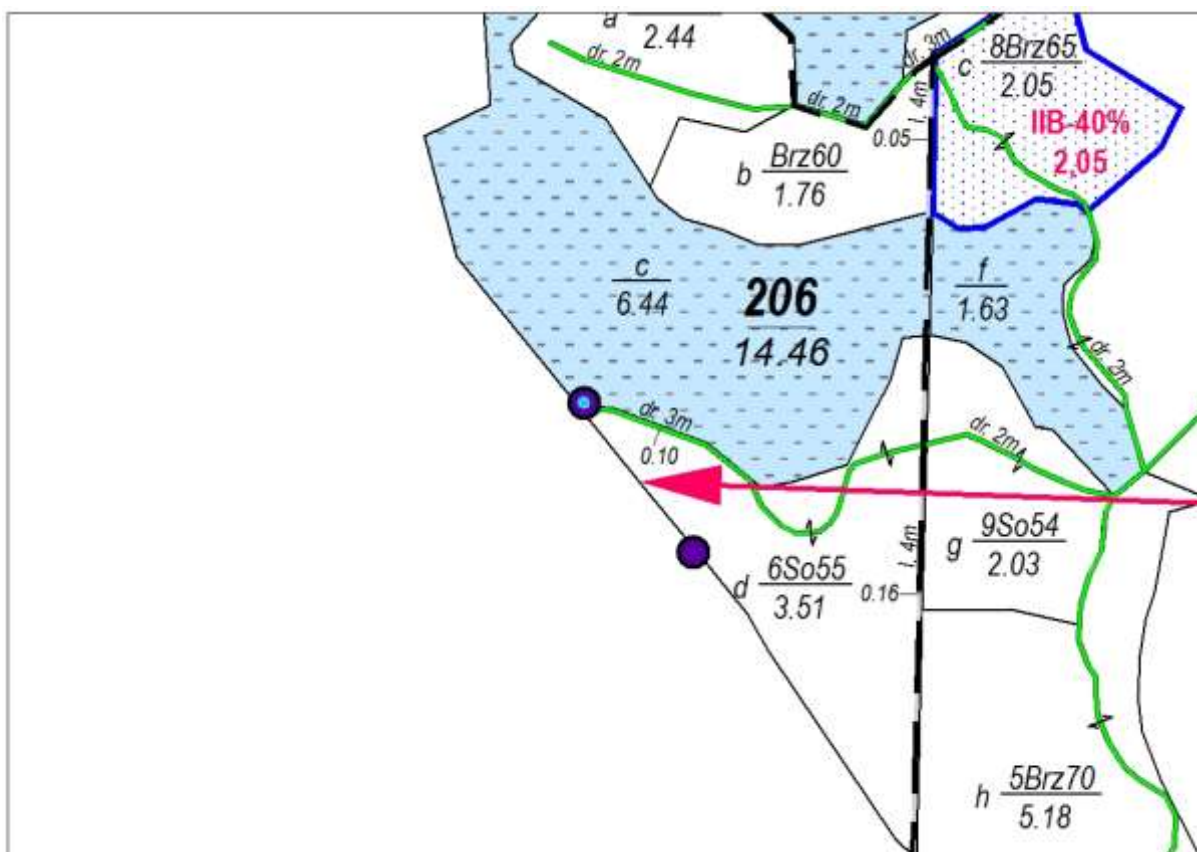 a
2.44
dr. 2m
dr. 2m
dr. 3m
l. 4m
0.05
c 8Brz65
2.05
IIB-40%
2,05
b Brz60
1.76
c
6.44
206
14.46
f
1.63
dr. 2m
dr. 3m
0.10
dr. 2m
l. 4m
0.16
d 6So55
3.51
g 9So54
2.03
h 5Brz70
5.18